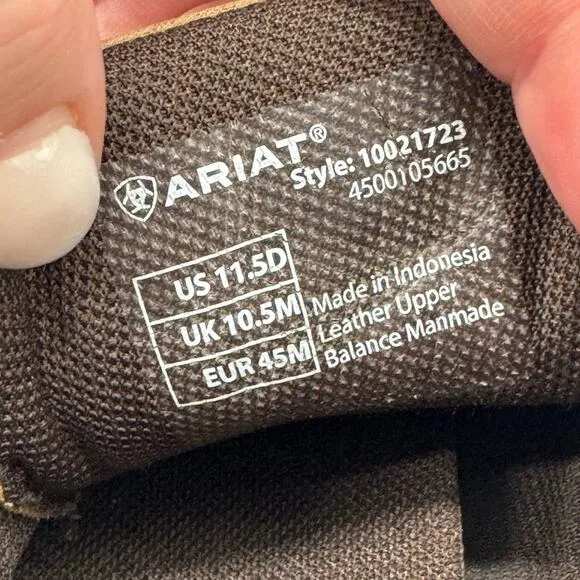 ARIAT®
Style: 10021723
4500105665
US 11.5D
UK 10.5M
EUR 45M
Made in Indonesia
Leather Upper
Balance Manmade